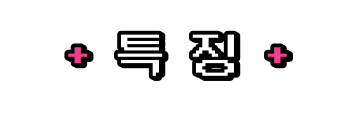 + 특 징 +